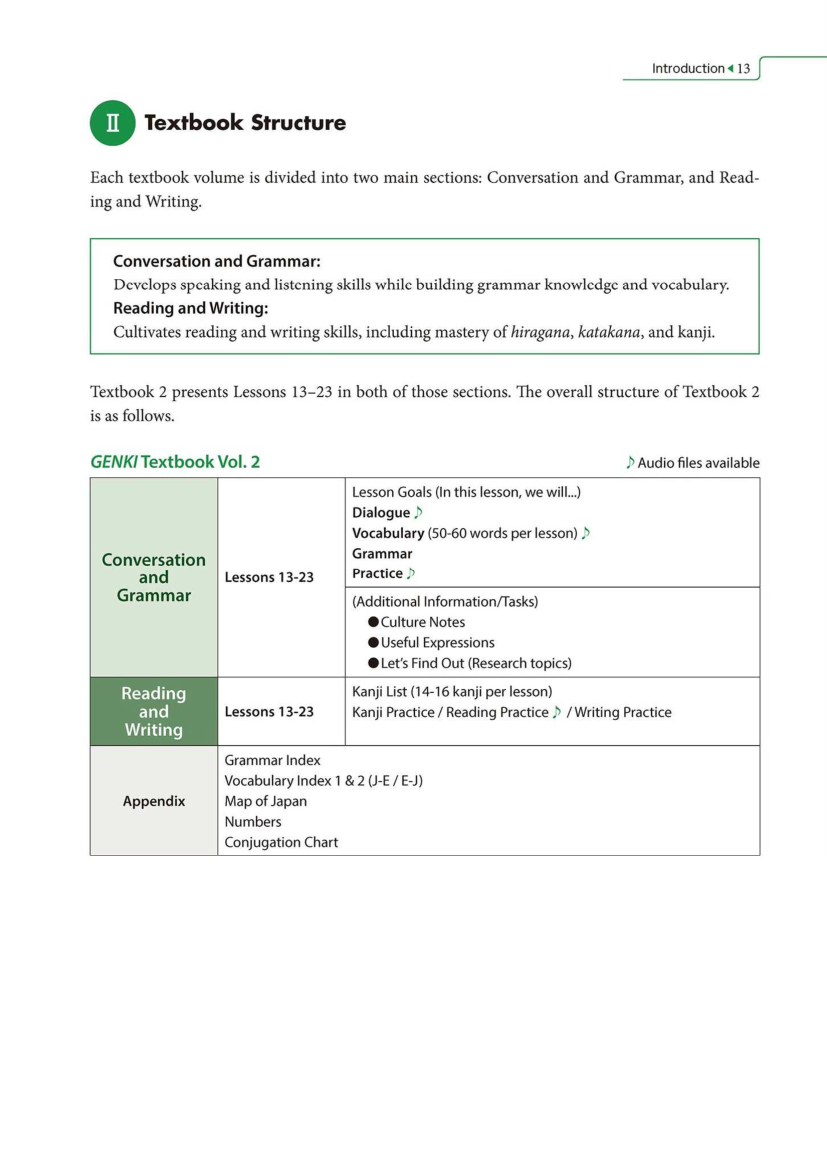 Introduction ◀ 13
II Textbook Structure
Each textbook volume is divided into two main sections: Conversation and Grammar, and Read-
ing and Writing.
Conversation and Grammar:
Develops speaking and listening skills while building grammar knowledge and vocabulary.
Reading and Writing:
Cultivates reading and writing skills, including mastery of hiragana, katakana, and kanji.
Textbook 2 presents Lessons 13–23 in both of those sections. The overall structure of Textbook 2
is as follows.
GENKI Textbook Vol. 2
♪ Audio files available
Conversation
and
Grammar
Lessons 13-23
Lesson Goals (In this lesson, we will...)
Dialogue ♪
Vocabulary (50-60 words per lesson) ♪
Grammar
Practice ♪
(Additional Information/Tasks)
●Culture Notes
●Useful Expressions
●Let's Find Out (Research topics)
Reading
and
Writing
Lessons 13-23
Kanji List (14-16 kanji per lesson)
Kanji Practice / Reading Practice ♪ / Writing Practice
Appendix
Grammar Index
Vocabulary Index 1 & 2 (J-E / E-J)
Map of Japan
Numbers
Conjugation Chart